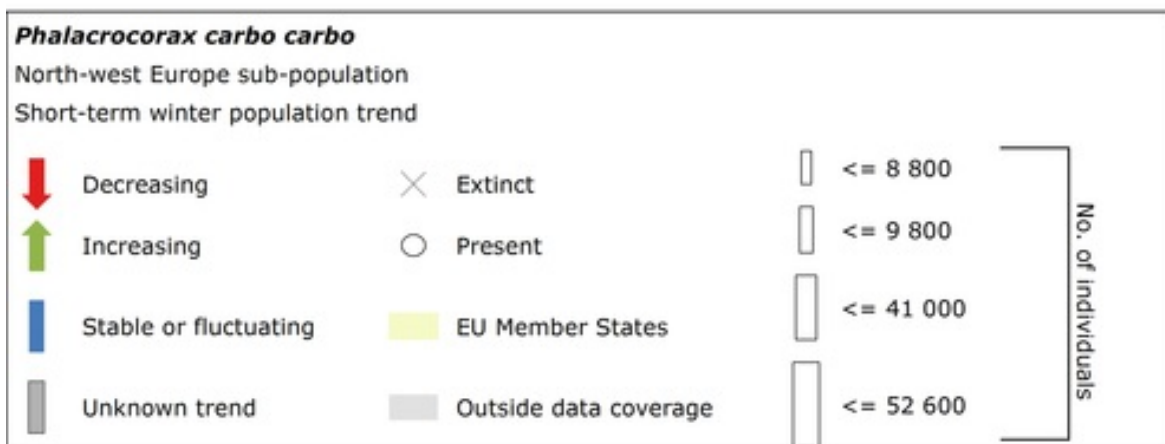 Phalacrocorax carbo carbo
North-west Europe sub-population
Short-term winter population trend
Decreasing
Increasing
Stable or fluctuating
Unknown trend
Extinct
Present
EU Member States
Outside data coverage
<= 8 800
<= 9 800
<= 41 000
<= 52 600
No. of individuals